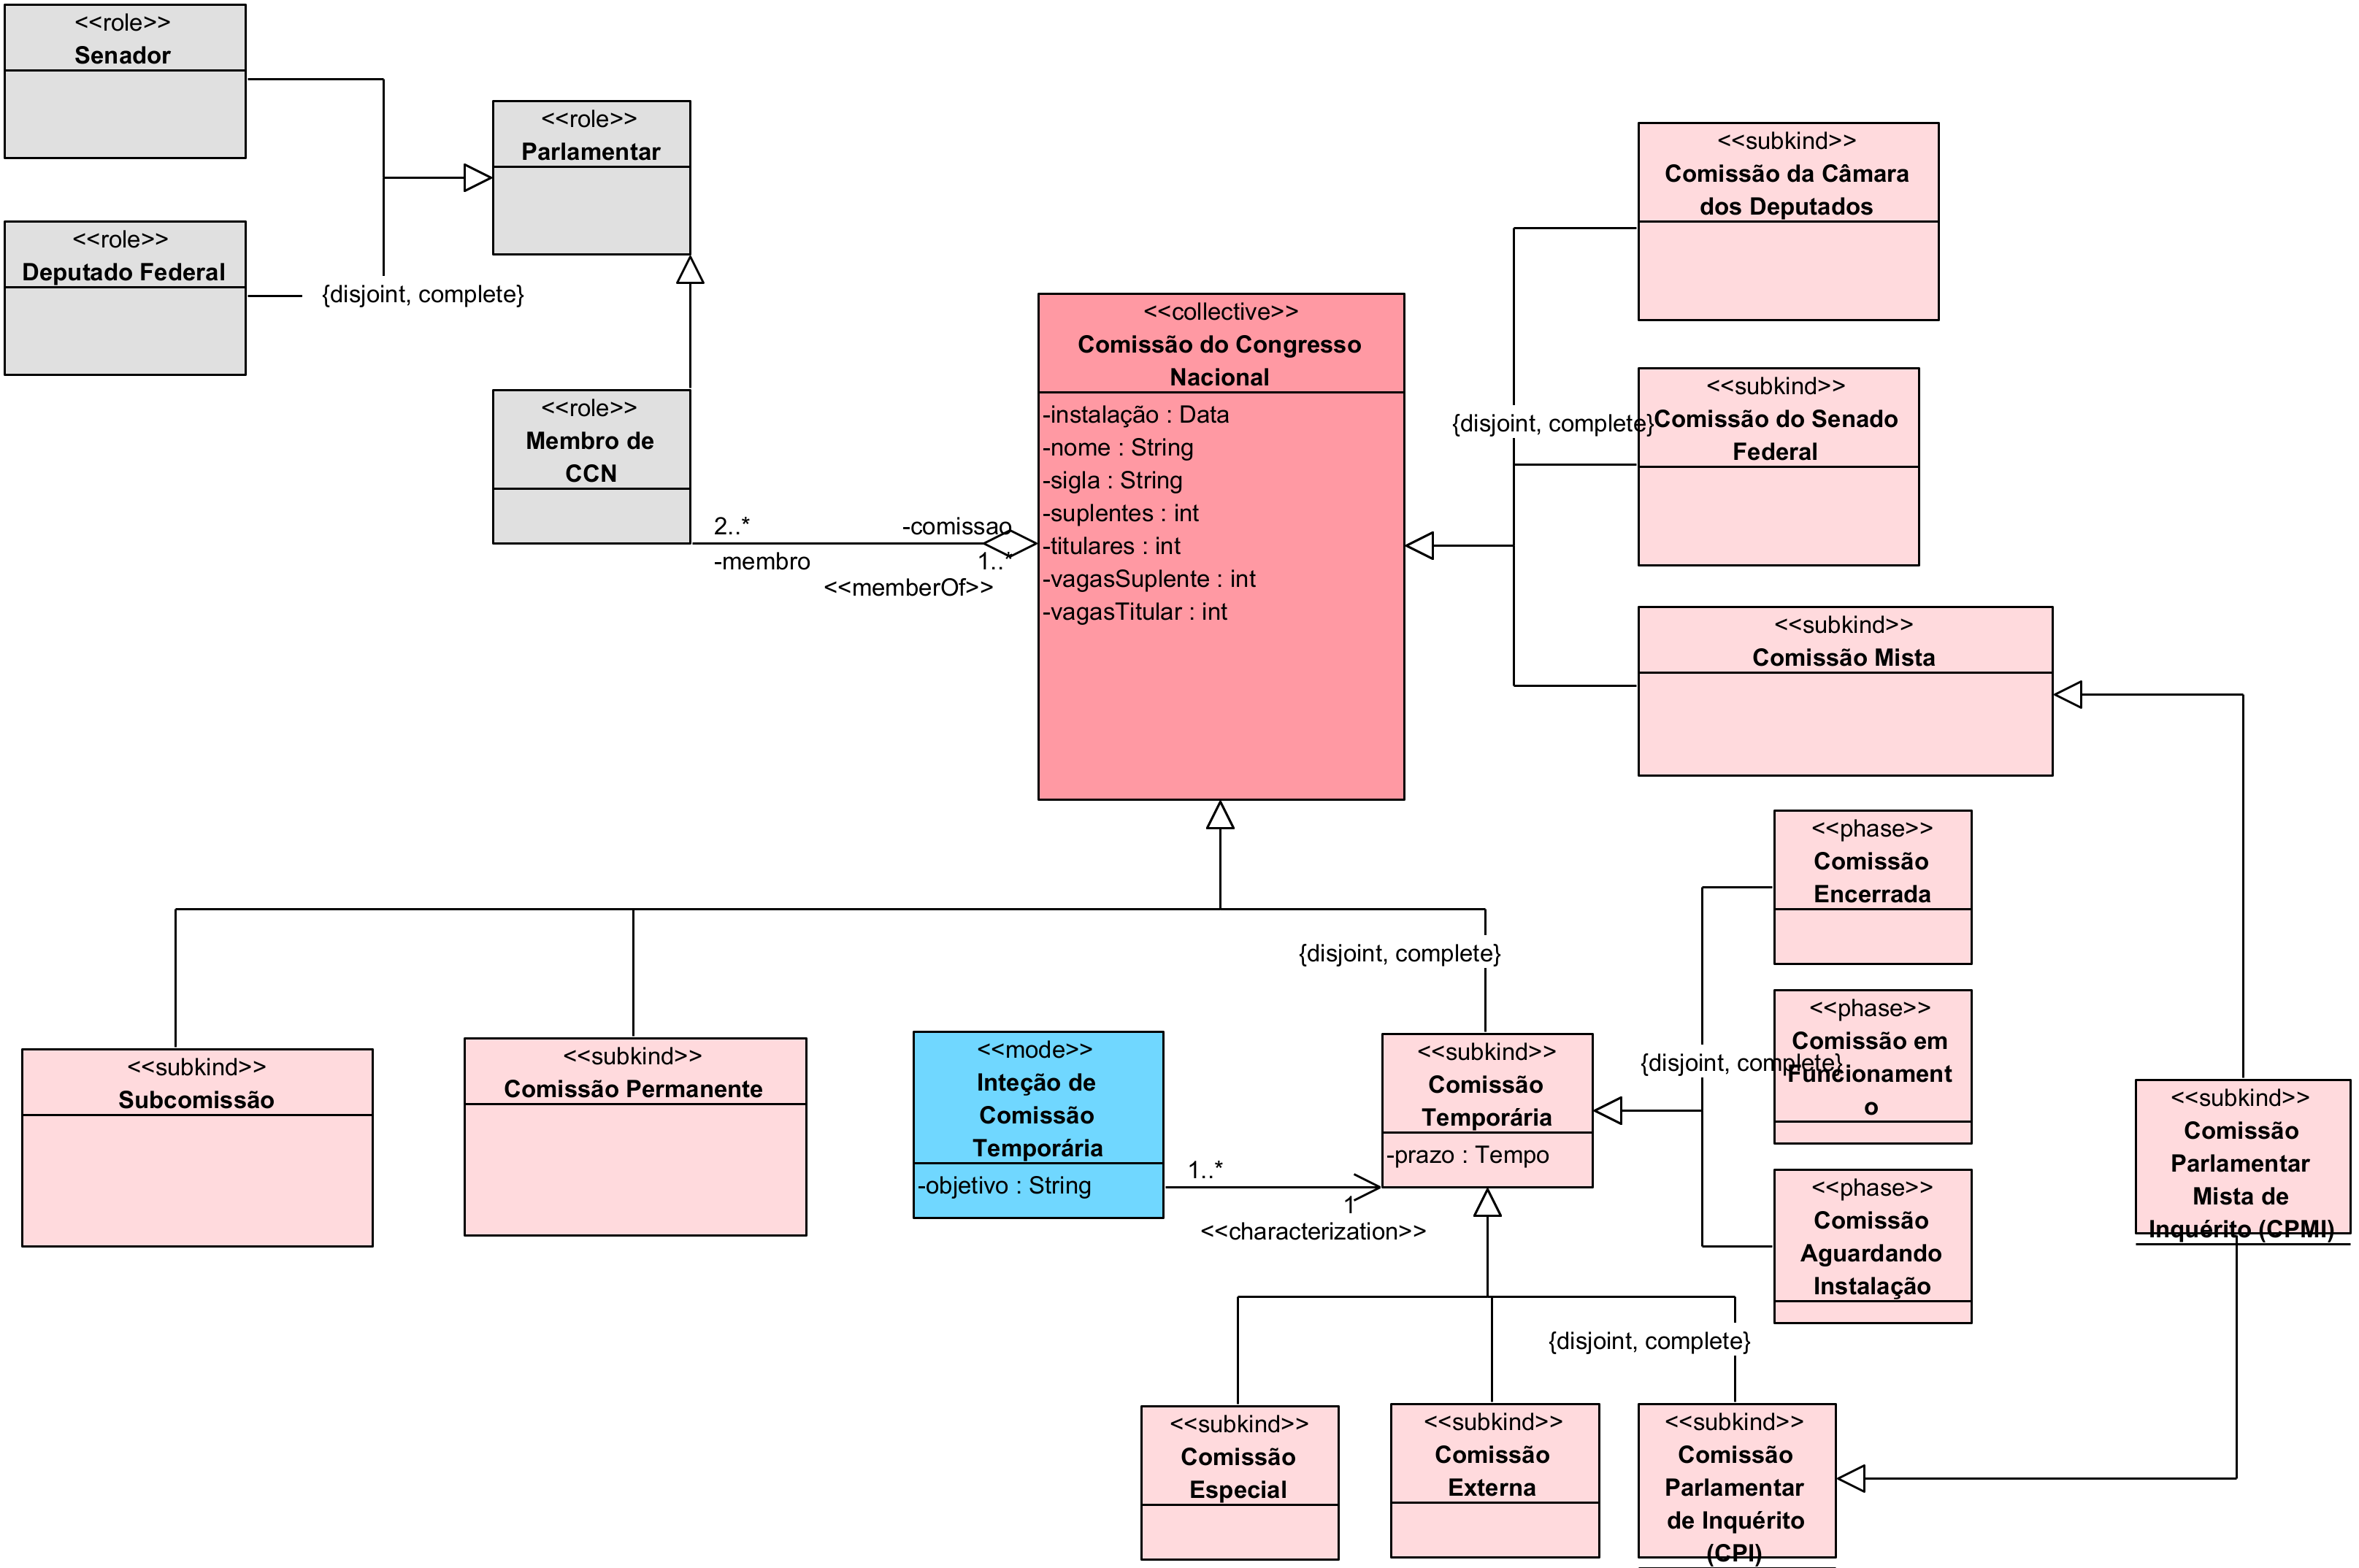 <<role>>
Senador
<<role>>
Parlamentar
<<role>>
Deputado Federal
{disjoint, complete}
<<role>>
Membro de
CCN
2..*
-comissao
-membro
1..*
<<memberOf>>
<<collective>>
Comissão do Congresso
Nacional
-instalação : Data
-nome : String
-sigla : String
-suplentes : int
-titulares : int
-vagasSuplente : int
-vagasTitular : int
<<subkind>>
Comissão da Câmara
dos Deputados
{disjoint, complete}
<<subkind>>
Comissão do Senado
Federal
<<subkind>>
Comissão Mista
{disjoint, complete}
<<subkind>>
Subcomissão
<<subkind>>
Comissão Permanente
<<mode>>
Inteção de
Comissão
Temporária
-objetivo : String
1..*
1
<<characterization>>
<<subkind>>
Comissão
Temporária
-prazo : Tempo
{disjoint, complete}
<<phase>>
Comissão
Encerrada
<<phase>>
Comissão em
Funcionament
o
<<phase>>
Comissão
Aguardando
Instalação
<<subkind>>
Comissão
Parlamentar
Mista de
Inquérito (CPMI)
{disjoint, complete}
<<subkind>>
Comissão
Especial
<<subkind>>
Comissão
Externa
<<subkind>>
Comissão
Parlamentar
de Inquérito
(CPI)